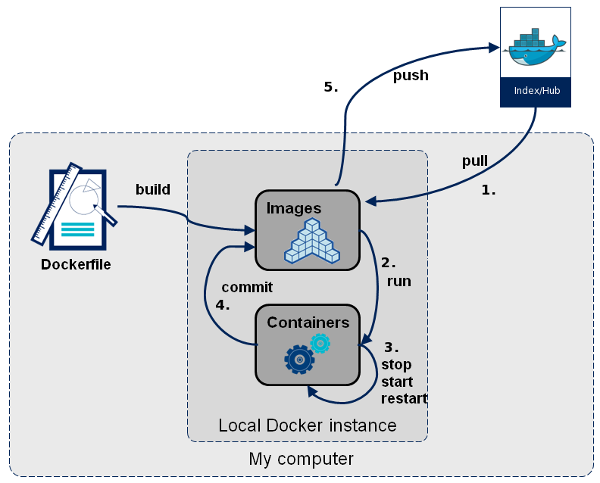 Index/Hub
5.
push
pull
1.
build
Images
Dockerfile
2.
run
commit
4.
Containers
3.
stop
start
restart
Local Docker instance
My computer